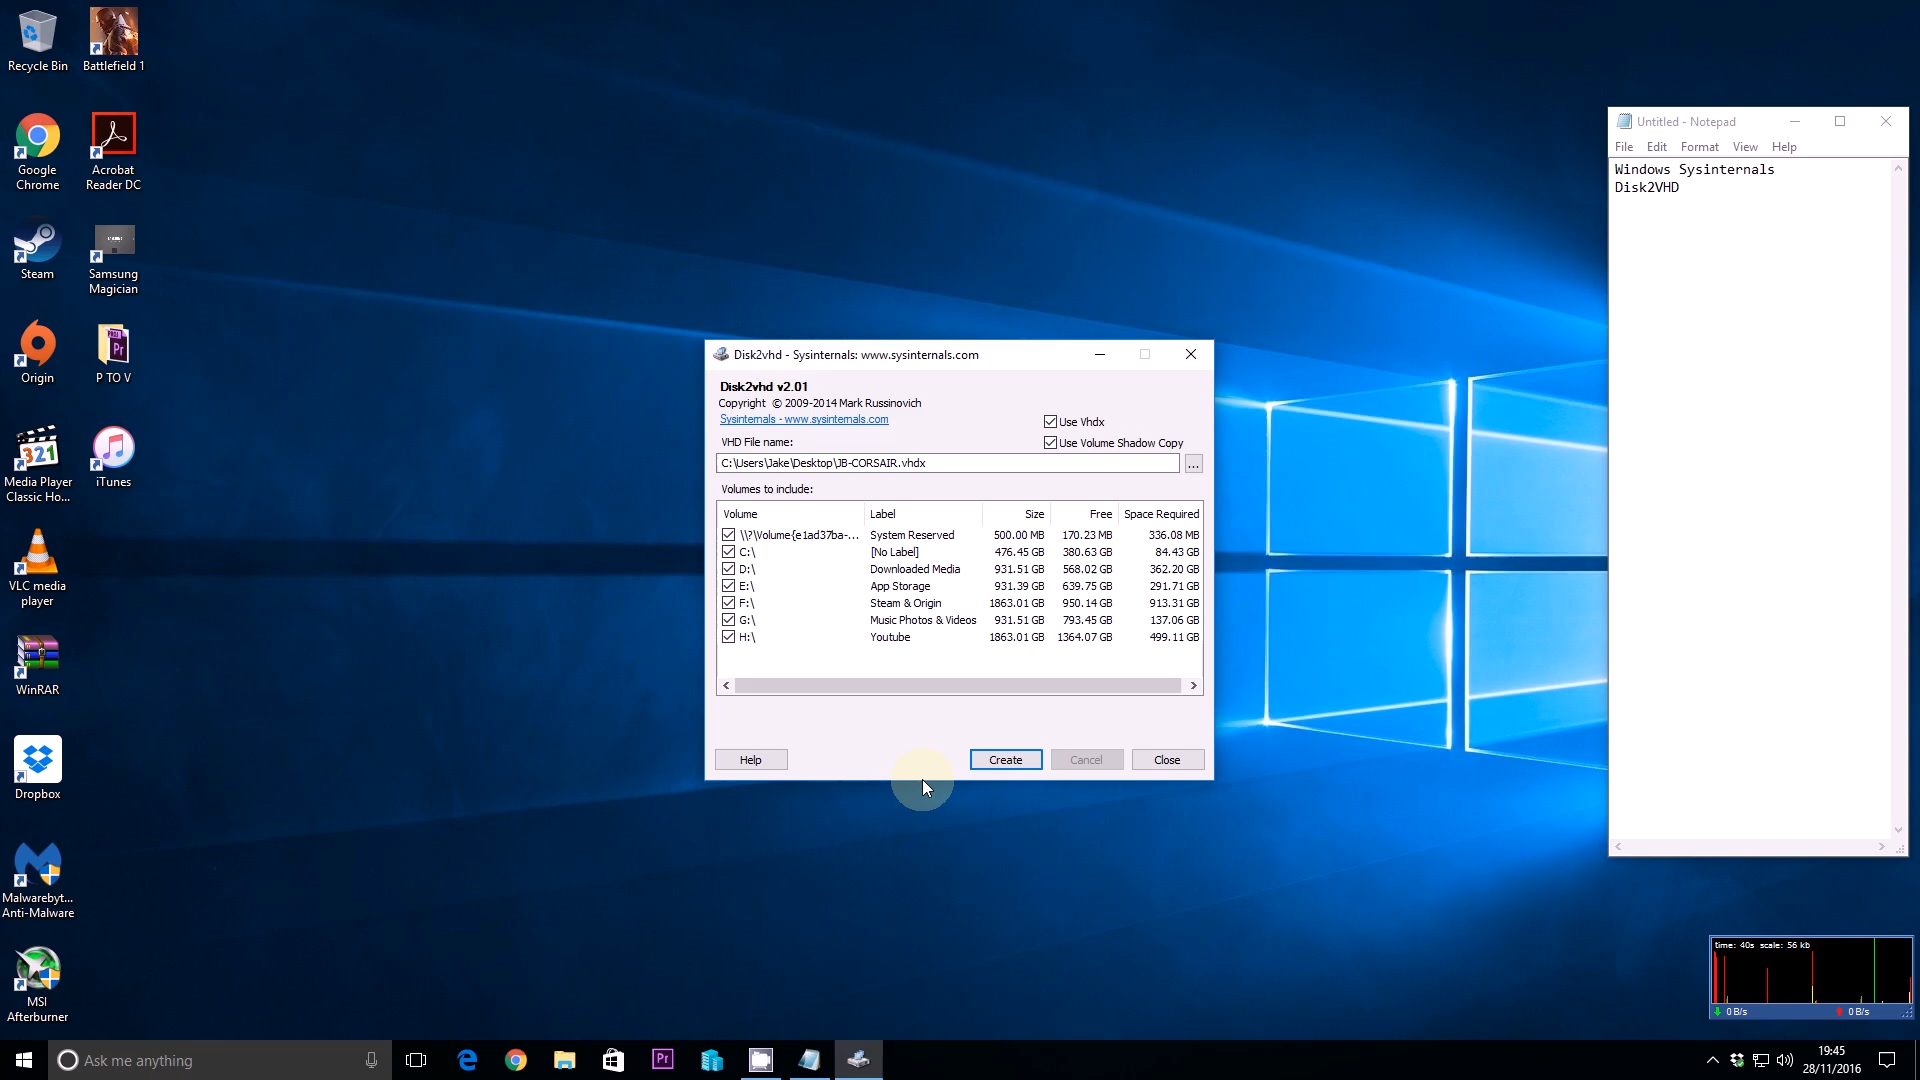 Recycle Bin
Battlefield 1
Google
Chrome
Acrobat
Reader DC
Steam
Samsung
Magician
Origin
PROJ
Pr
P TO V
321
Media Player
Classic Ho...
iTunes
VLC media
player
WinRAR
Dropbox
Malwarebyt...
Anti-Malware
MSI
Afterburner
Disk2vhd - Sysinternals: www.sysinternals.com
Disk2vhd v2.01
Copyright © 2009-2014 Mark Russinovich
Sysinternals - www.sysinternals.com
Use Vhdx
VHD File name:
Use Volume Shadow Copy
C:\Users\Jake\Desktop\JB-CORSAIR.vhdx
...
Volumes to include:
Volume Label Size Free Space Required
\\?\Volume{e1ad37ba-... System Reserved 500.00 MB 170.23 MB 336.08 MB
C:\ [No Label] 476.45 GB 380.63 GB 84.43 GB
D:\ Downloaded Media 931.51 GB 568.02 GB 362.20 GB
E:\ App Storage 931.39 GB 639.75 GB 291.71 GB
F:\ Steam & Origin 1863.01 GB 950.14 GB 913.31 GB
G:\ Music Photos & Videos 931.51 GB 793.45 GB 137.06 GB
H:\ Youtube 1863.01 GB 1364.07 GB 499.11 GB
Help
Create
Cancel
Close
Untitled - Notepad
File Edit Format View Help
Windows Sysinternals
Disk2VHD
time: 40s scale: 56 kb
0 B/s 0 B/s
Ask me anything
Pr
19:45
28/11/2016